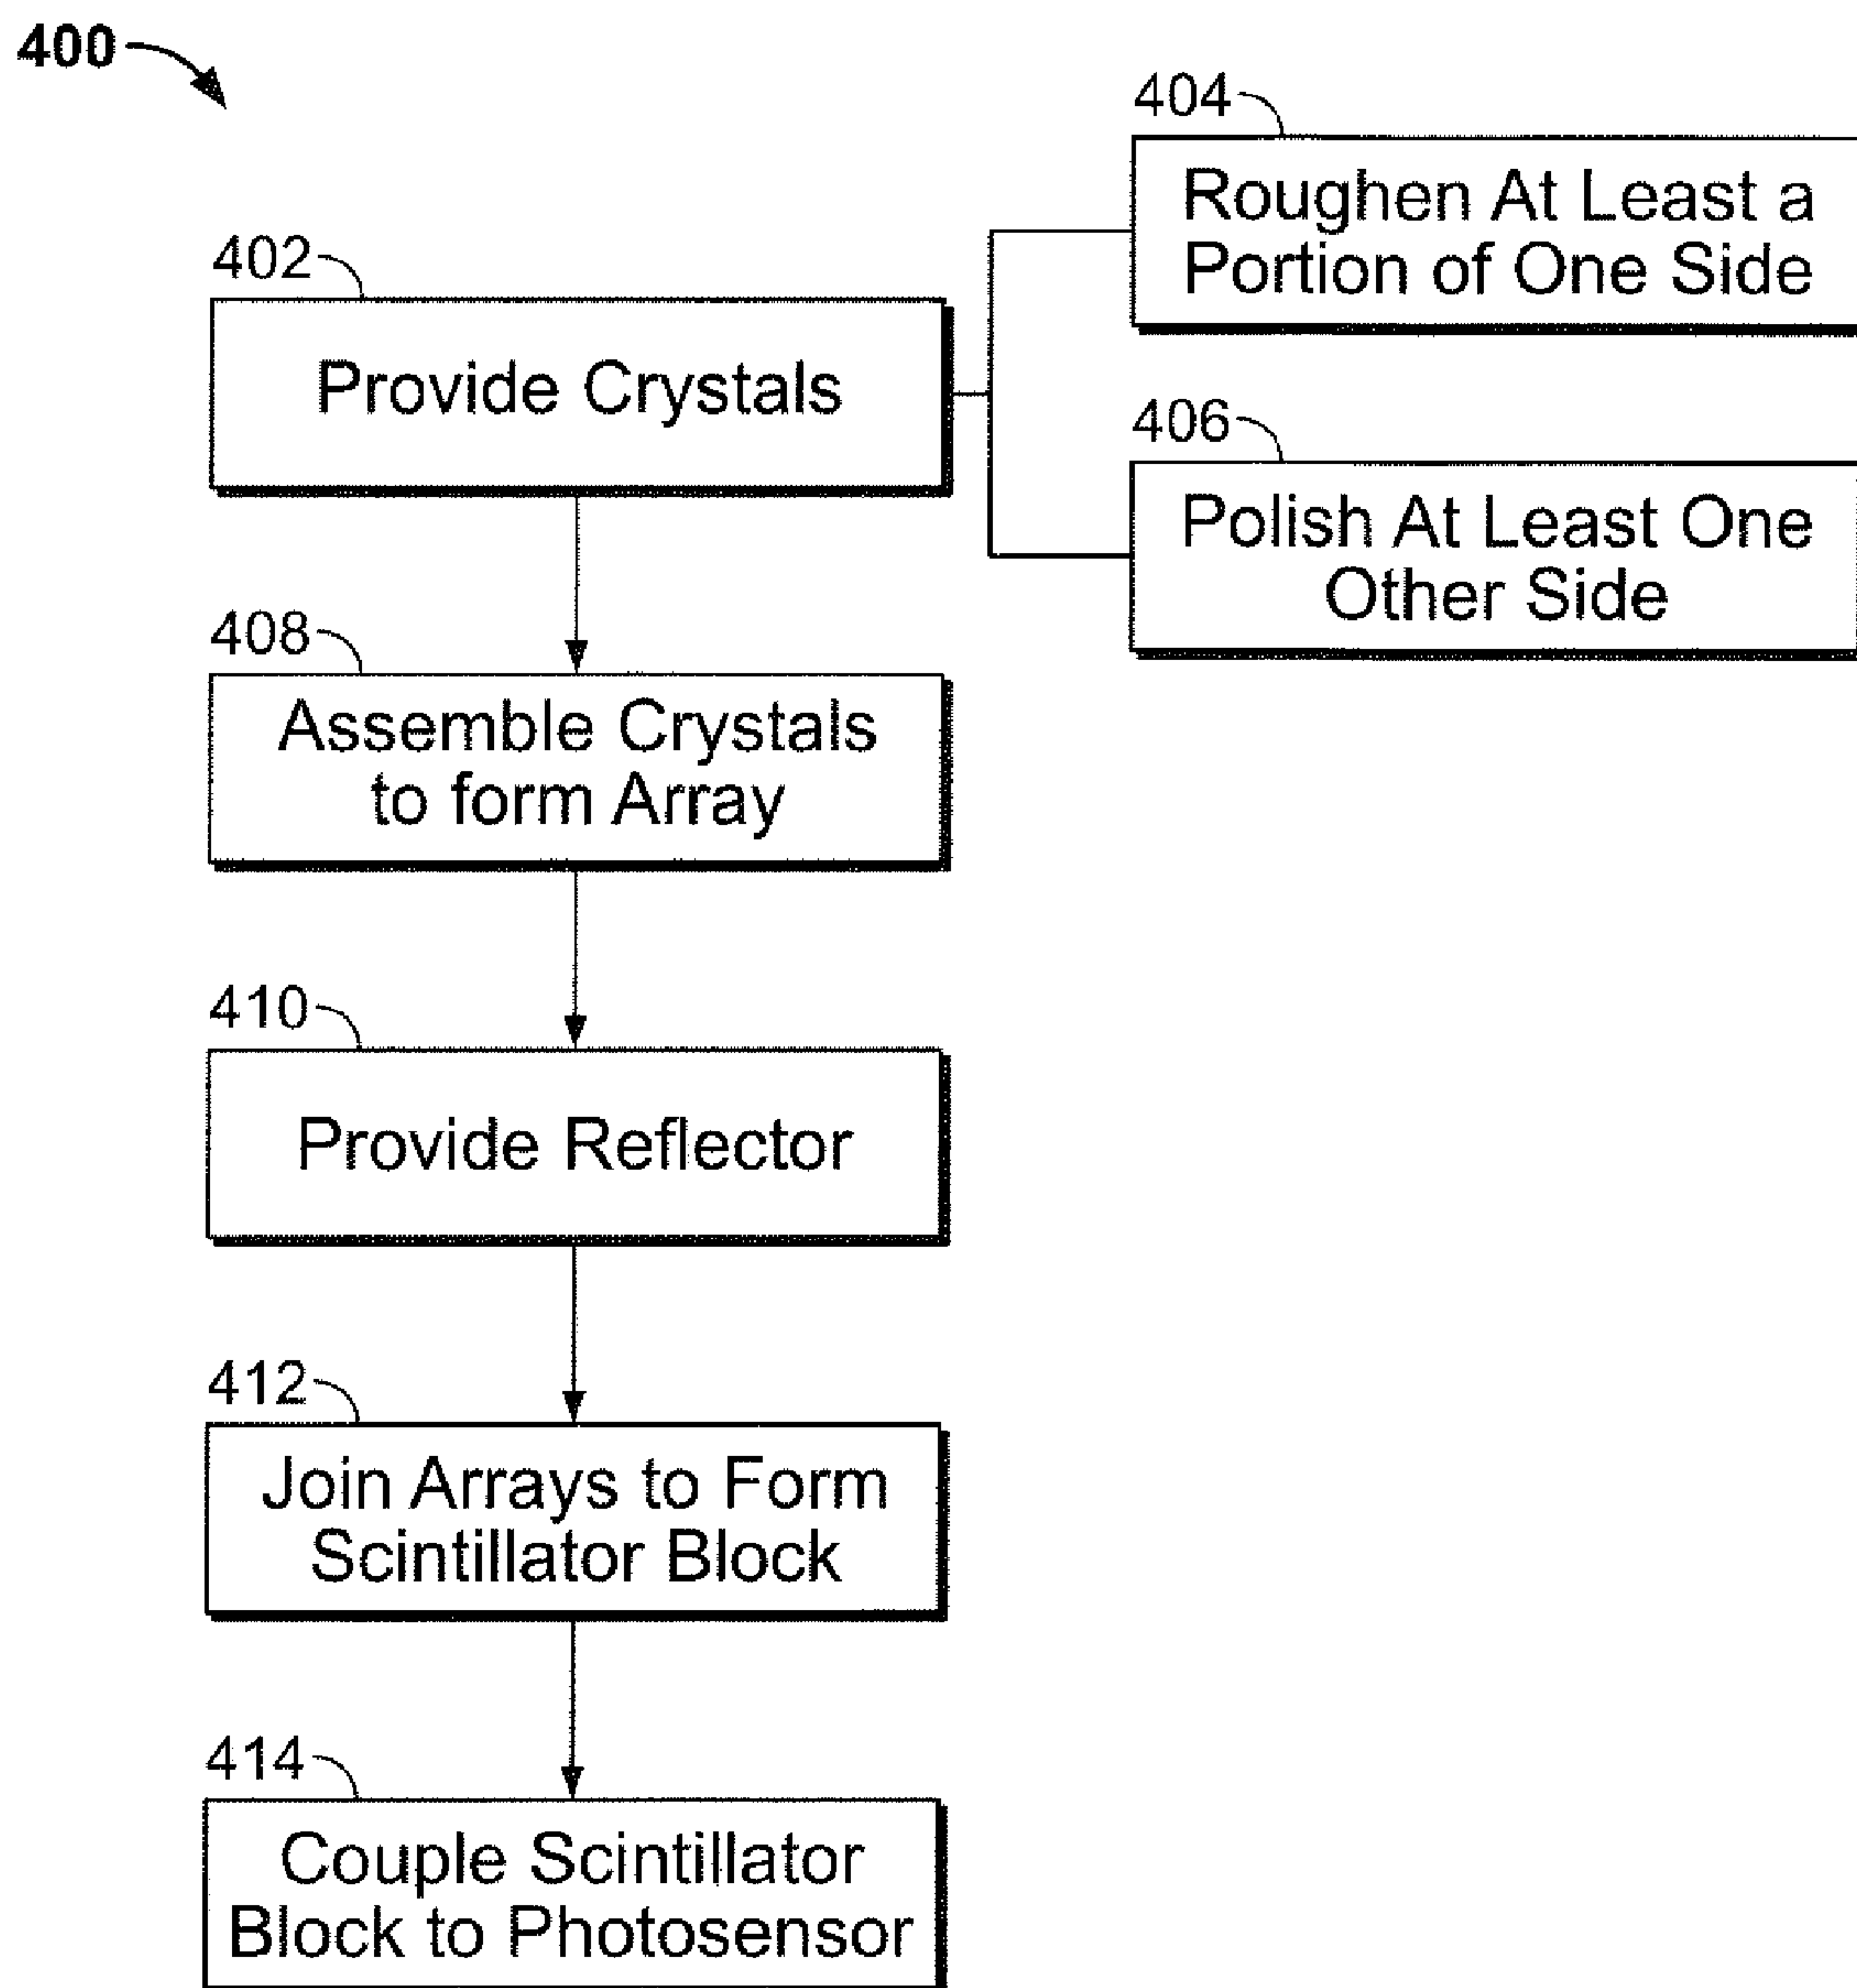 400
402
Provide Crystals
404
Roughen At Least a
Portion of One Side
406
Polish At Least One
Other Side
408
Assemble Crystals
to form Array
410
Provide Reflector
412
Join Arrays to Form
Scintillator Block
414
Couple Scintillator
Block to Photosensor